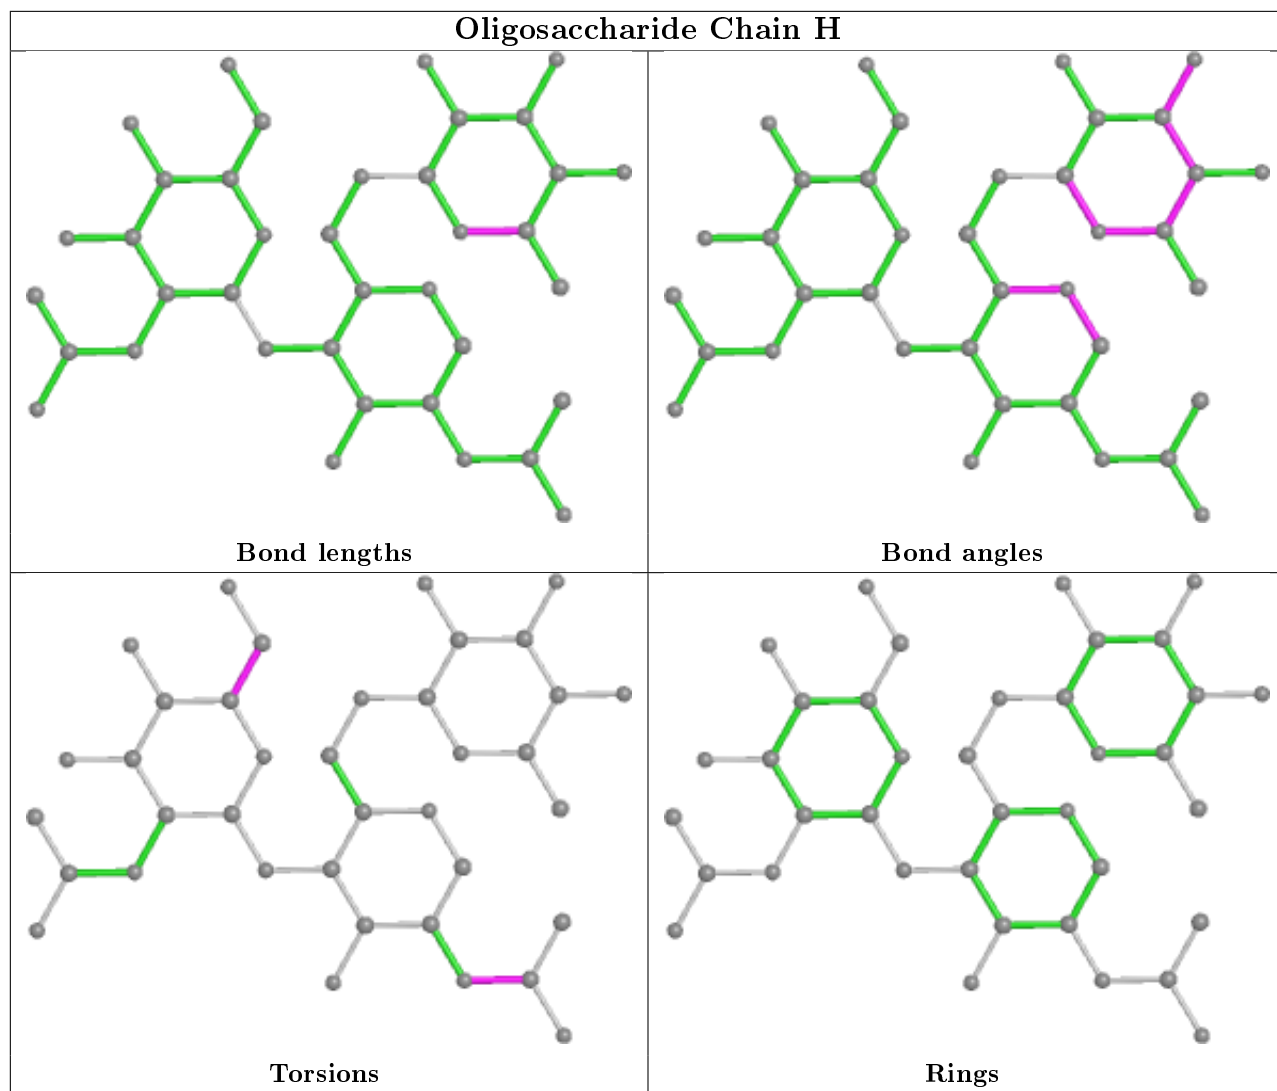 Oligosaccharide Chain H
Bond lengths
Bond angles
Torsions
Rings